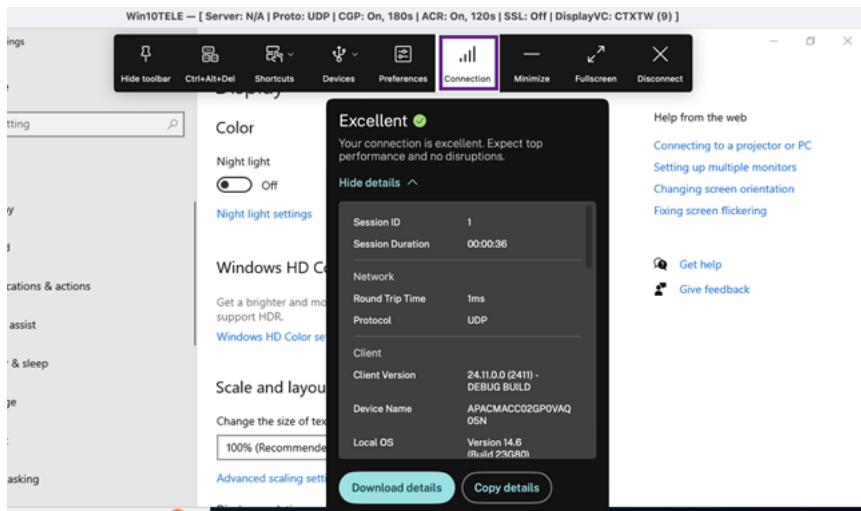 Win10TELE — [ Server: N/A | Proto: UDP | CGP: On, 180s | ACR: On, 120s | SSL: Off | DisplayVC: CTXTW (9) ]
Hide toolbar
Ctrl+Alt+Del
Shortcuts
Devices
Preferences
Connection
Minimize
Fullscreen
Disconnect
ings
tting
ay
d
cations & actions
assist
& sleep
ge
asking
Color
Night light
Off
Night light settings
Windows HD Co
Get a brighter and mo
support HDR.
Windows HD Color se
Scale and layou
Change the size of tex
100% (Recommende
Advanced scaling setti
Excellent
Your connection is excellent. Expect top
performance and no disruptions.
Hide details
Session ID 1
Session Duration 00:00:36
Network
Round Trip Time 1ms
Protocol UDP
Client
Client Version 24.11.0.0 (2411) -
DEBUG BUILD
Device Name APACMACC02GP0VAQ
05N
Local OS Version 14.6
(Build 23G80)
Download details
Copy details
Help from the web
Connecting to a projector or PC
Setting up multiple monitors
Changing screen orientation
Fixing screen flickering
Get help
Give feedback